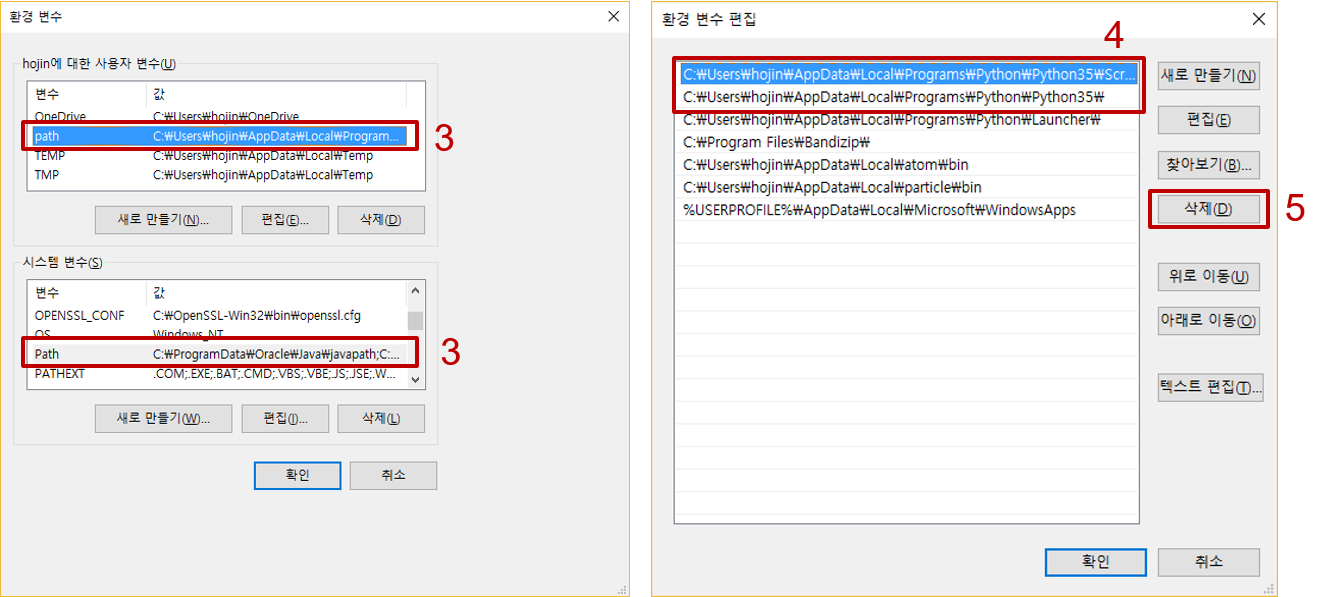 환경 변수
hojin에 대한 사용자 변수(U)
변수 값
OneDrive C:₩Users₩hojin₩OneDrive
path C:₩Users₩hojin₩AppData₩Local₩Program...
3
TEMP C:₩Users₩hojin₩AppData₩Local₩Temp
TMP C:₩Users₩hojin₩AppData₩Local₩Temp
새로 만들기(N)... 편집(E)... 삭제(D)
시스템 변수(S)
변수 값
OPENSSL_CONF C:₩OpenSSL-Win32₩bin₩openssl.cfg
OS Windows_NT
Path C:₩ProgramData₩Oracle₩Java₩javapath;C:...
3
PATHEXT .COM;.EXE;.BAT;.CMD;.VBS;.VBE;.JS;.JSE;.W...
새로 만들기(W)... 편집(I)... 삭제(L)
확인 취소
환경 변수 편집
4
C:₩Users₩hojin₩AppData₩Local₩Programs₩Python₩Python35₩Scr...
C:₩Users₩hojin₩AppData₩Local₩Programs₩Python₩Python35₩
C:₩Users₩hojin₩AppData₩Local₩Programs₩Python₩Launcher₩
C:₩Program Files₩Bandizip₩
C:₩Users₩hojin₩AppData₩Local₩atom₩bin
C:₩Users₩hojin₩AppData₩Local₩particle₩bin
%USERPROFILE%₩AppData₩Local₩Microsoft₩WindowsApps
새로 만들기(N)
편집(E)
찾아보기(B)...
삭제(D)
5
위로 이동(U)
아래로 이동(O)
텍스트 편집(T)...
확인 취소